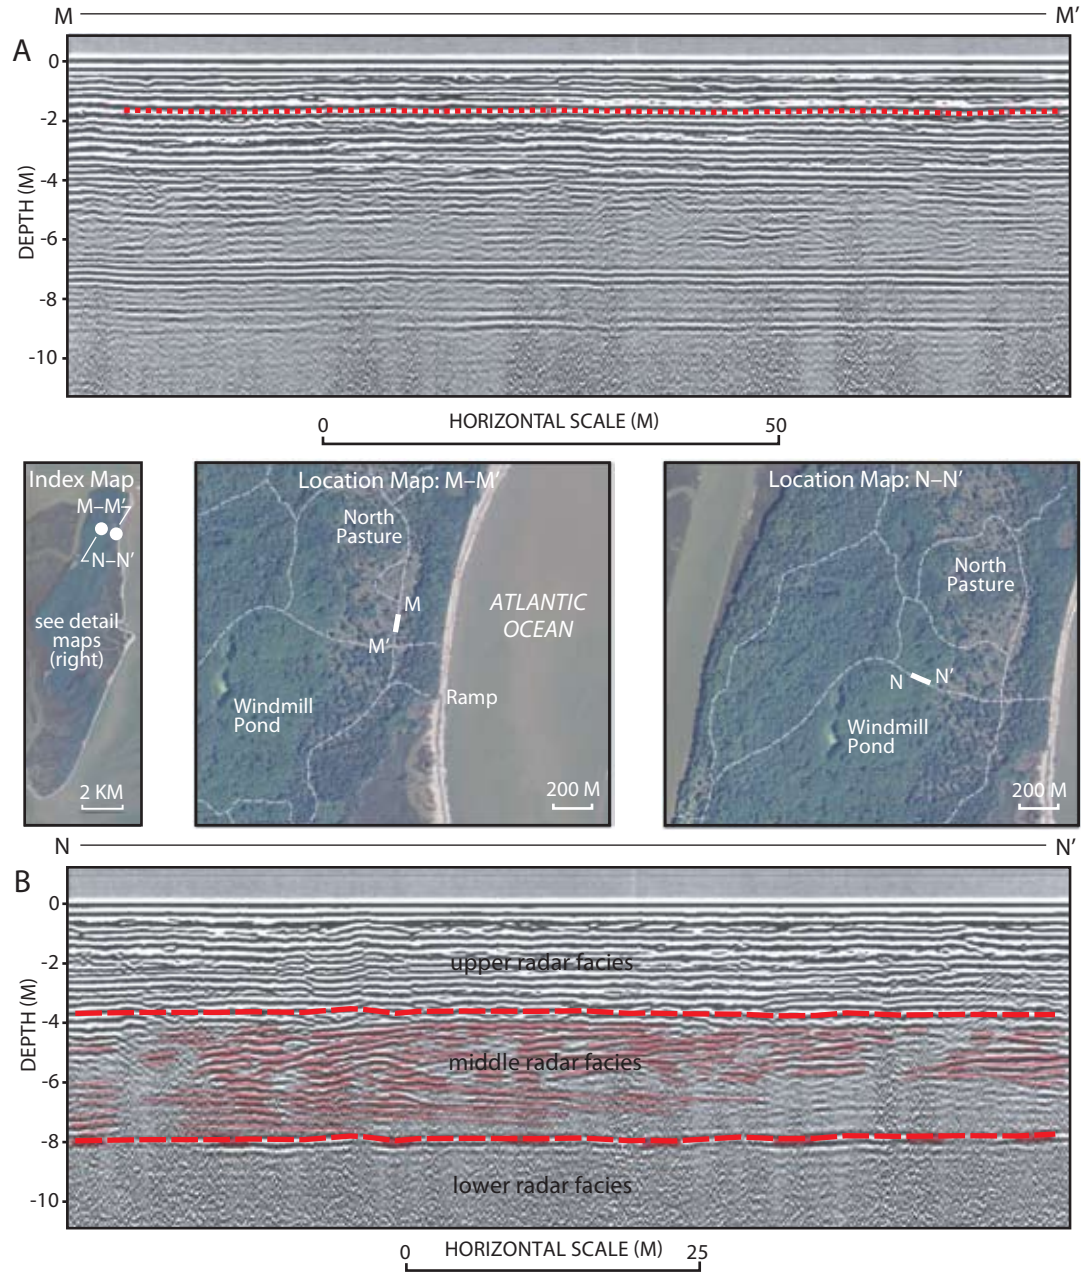 M M′
A
0
-2
-4
-6
-8
-10
DEPTH (M)
0 HORIZONTAL SCALE (M) 50
Index Map
M–M′
N–N′
see detail
maps
(right)
2 KM
Location Map: M–M′
North
Pasture
M
M′
ATLANTIC
OCEAN
Ramp
Windmill
Pond
200 M
Location Map: N–N′
North
Pasture
N N′
Windmill
Pond
200 M
N N′
B
0
-2
-4
-6
-8
-10
DEPTH (M)
upper radar facies
middle radar facies
lower radar facies
0 HORIZONTAL SCALE (M) 25